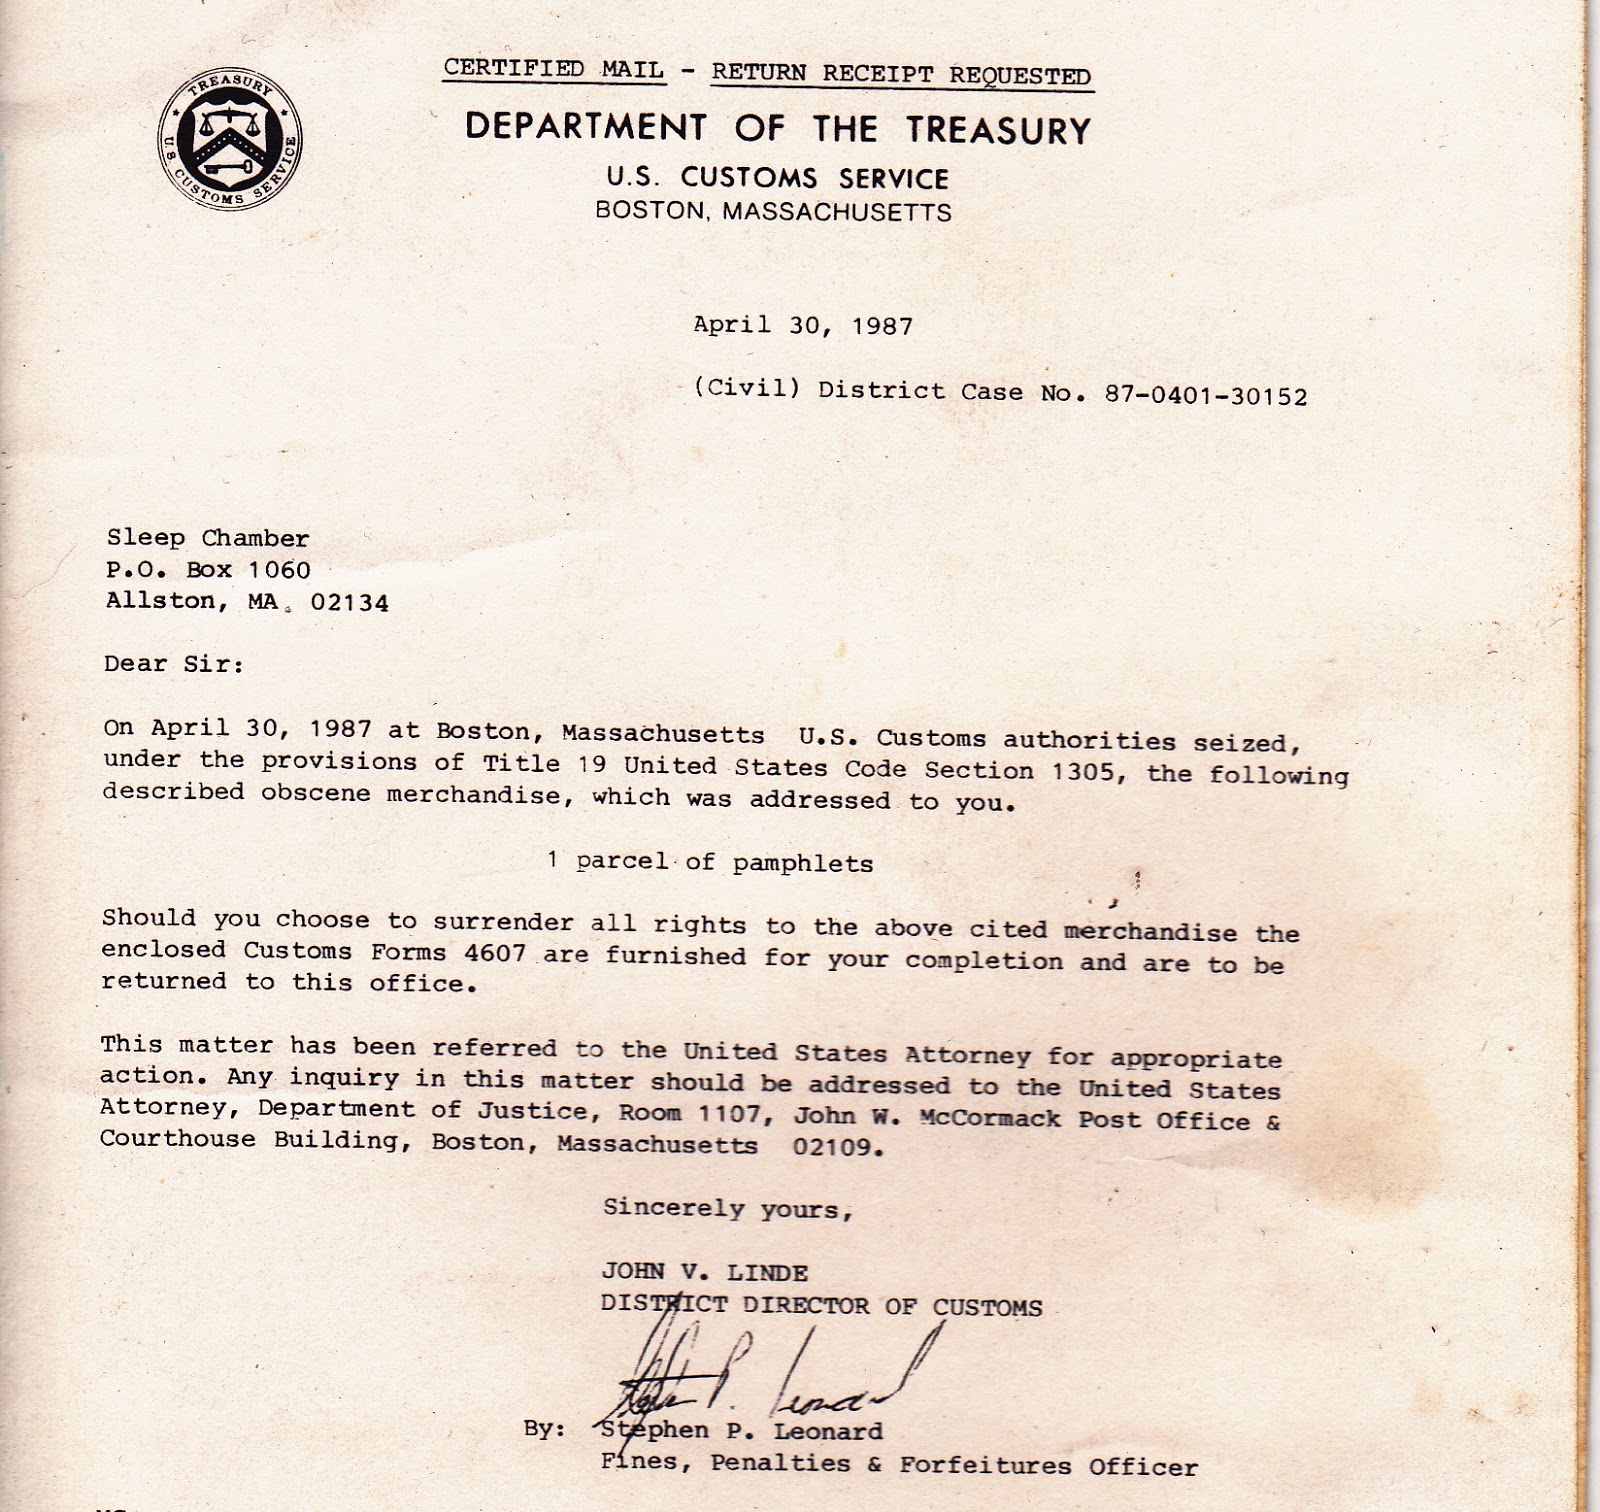 CERTIFIED MAIL - RETURN RECEIPT REQUESTED
TREASURY
U.S. CUSTOMS SERVICE
DEPARTMENT OF THE TREASURY
U.S. CUSTOMS SERVICE
BOSTON, MASSACHUSETTS
April 30, 1987
(Civil) District Case No. 87-0401-30152
Sleep Chamber
P.O. Box 1060
Allston, MA. 02134
Dear Sir:
On April 30, 1987 at Boston, Massachusetts U.S. Customs authorities seized,
under the provisions of Title 19 United States Code Section 1305, the following
described obscene merchandise, which was addressed to you.
1 parcel of pamphlets
Should you choose to surrender all rights to the above cited merchandise the
enclosed Customs Forms 4607 are furnished for your completion and are to be
returned to this office.
This matter has been referred to the United States Attorney for appropriate
action. Any inquiry in this matter should be addressed to the United States
Attorney, Department of Justice, Room 1107, John W. McCormack Post Office &
Courthouse Building, Boston, Massachusetts 02109.
Sincerely yours,
JOHN V. LINDE
DISTRICT DIRECTOR OF CUSTOMS
Stephen P. Leonard
By: Stephen P. Leonard
Fines, Penalties & Forfeitures Officer